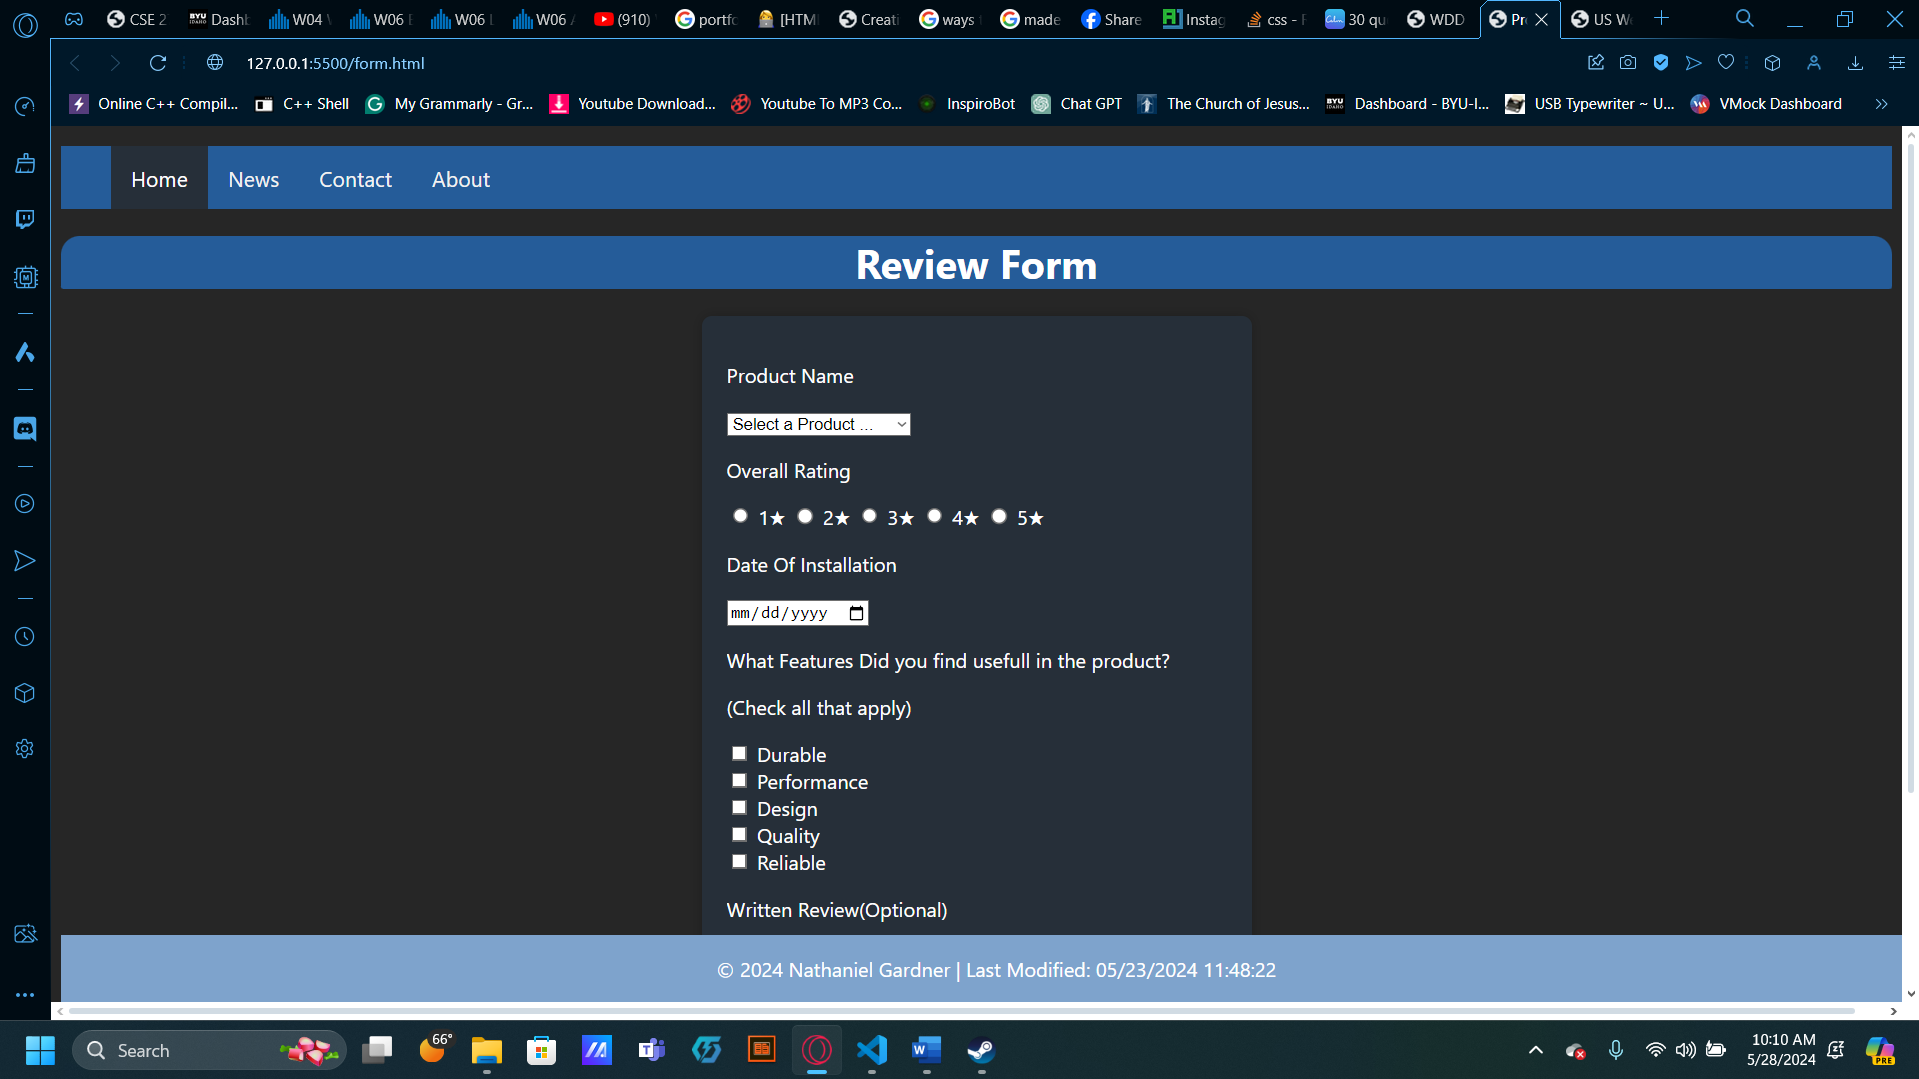 CSE 2
BYU Dashb
W04
W06
W06
W06
(910)
portfo
[HTM
Creati
ways
made
Share
Instag
css - F
30 qu
WDD
Pr
US We
127.0.0.1:5500/form.html
Online C++ Compil...
C++ Shell
My Grammarly - Gr...
Youtube Download...
Youtube To MP3 Co...
InspiroBot
Chat GPT
The Church of Jesus...
Dashboard - BYU-I...
USB Typewriter ~ U...
VMock Dashboard
Home News Contact About
Review Form
Product Name
Select a Product ...
Overall Rating
1★ 2★ 3★ 4★ 5★
Date Of Installation
mm/dd/yyyy
What Features Did you find usefull in the product?
(Check all that apply)
Durable
Performance
Design
Quality
Reliable
Written Review(Optional)
© 2024 Nathaniel Gardner | Last Modified: 05/23/2024 11:48:22
Search
66°
10:10 AM
5/28/2024
PRE